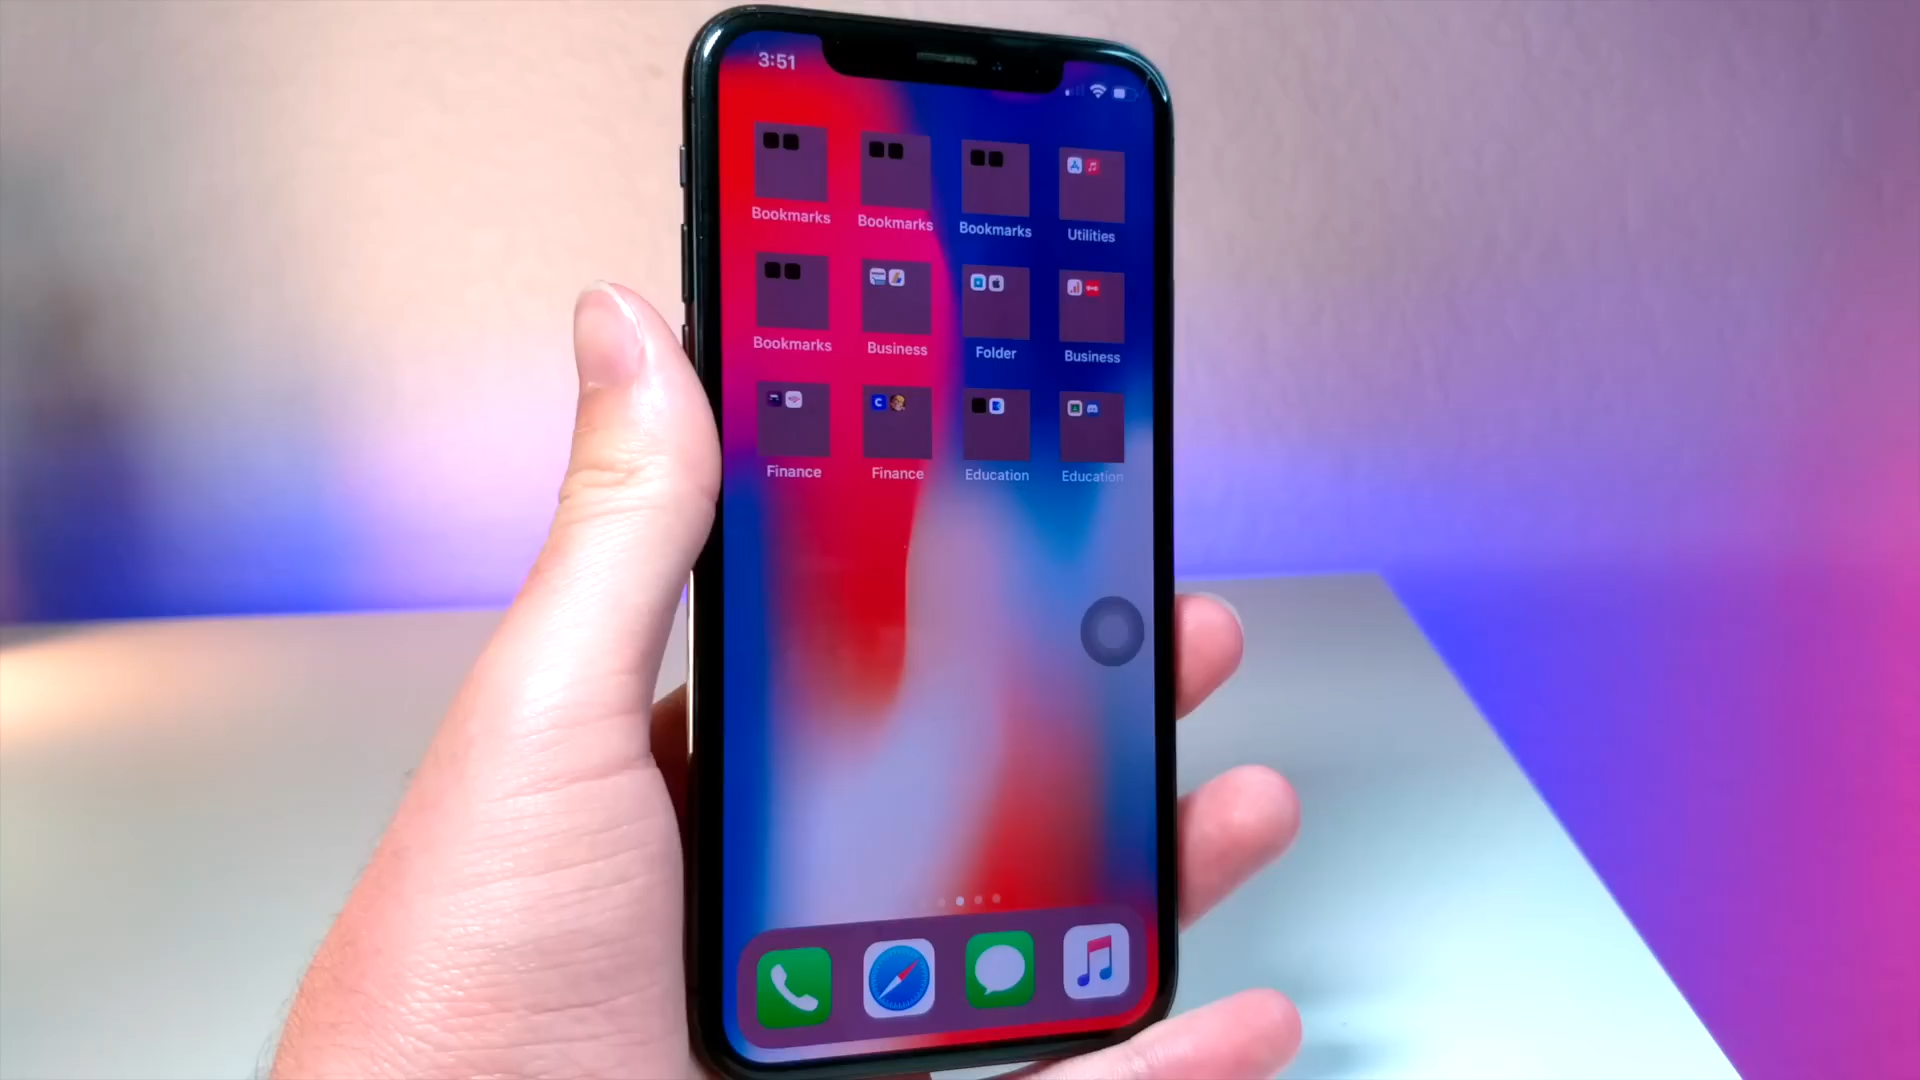 3:51
Bookmarks Bookmarks Bookmarks Utilities
Bookmarks Business Folder Business
Finance Finance Education Education